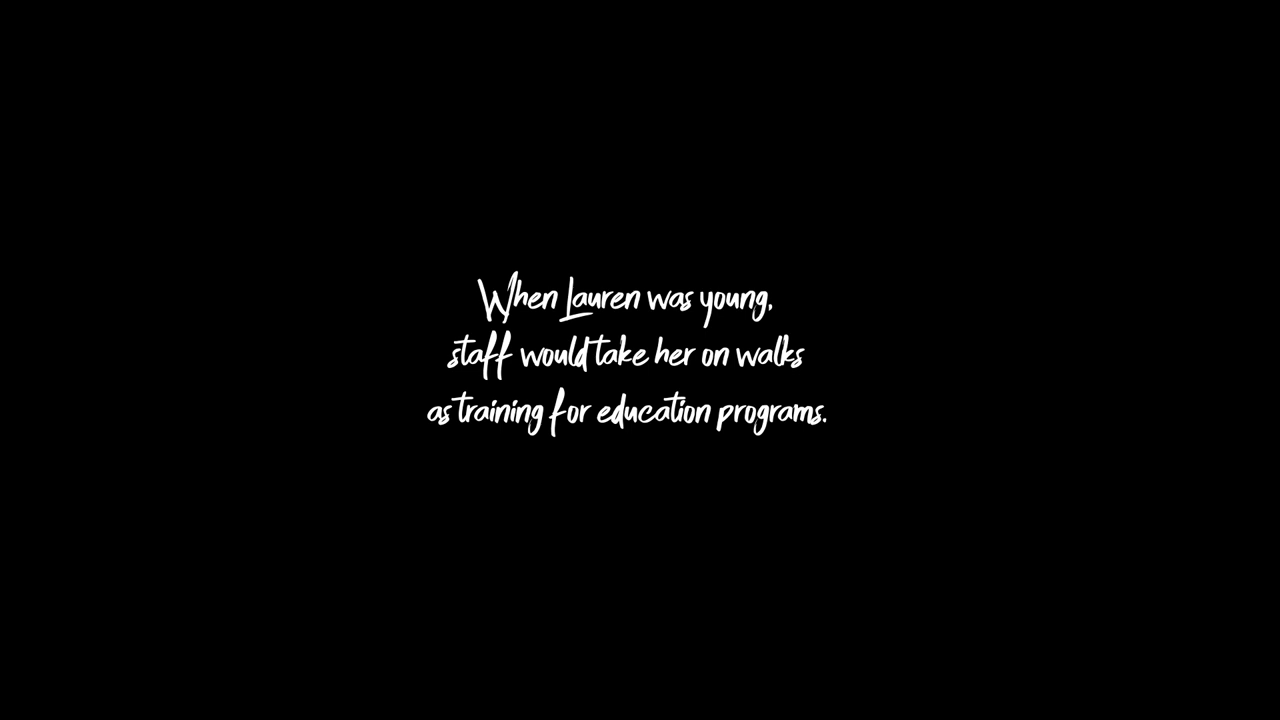 When Lauren was young,
staff would take her on walks
as training for education programs.